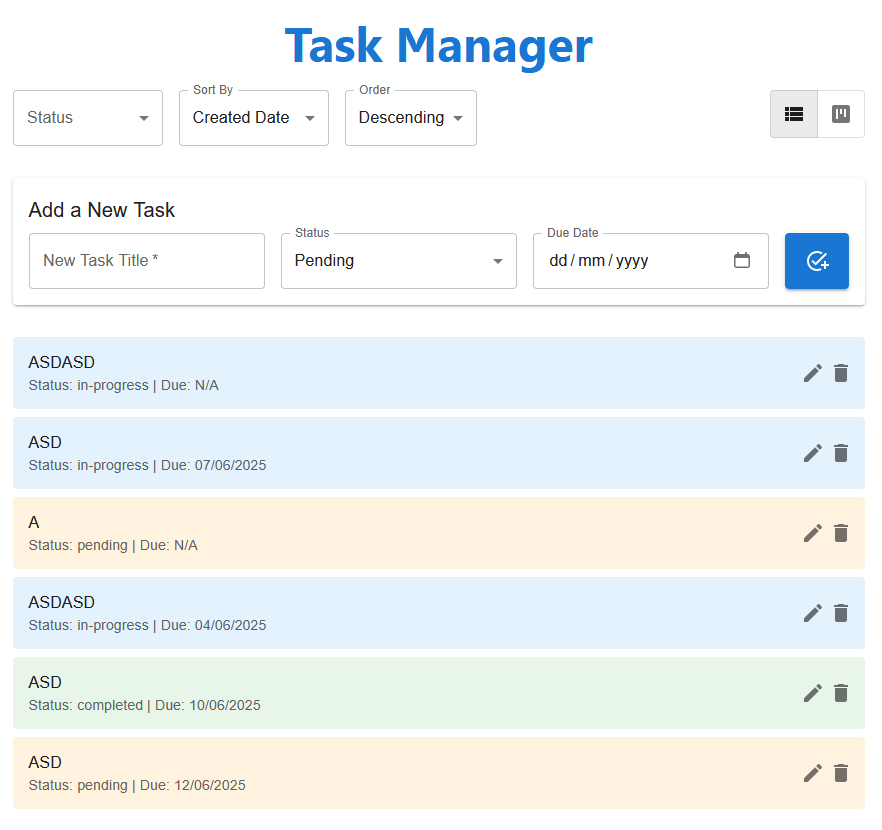 Task Manager
Status
Sort By
Created Date
Order
Descending
Add a New Task
New Task Title *
Status
Pending
Due Date
dd/mm/yyyy
ASDASD
Status: in-progress | Due: N/A
ASD
Status: in-progress | Due: 07/06/2025
A
Status: pending | Due: N/A
ASDASD
Status: in-progress | Due: 04/06/2025
ASD
Status: completed | Due: 10/06/2025
ASD
Status: pending | Due: 12/06/2025